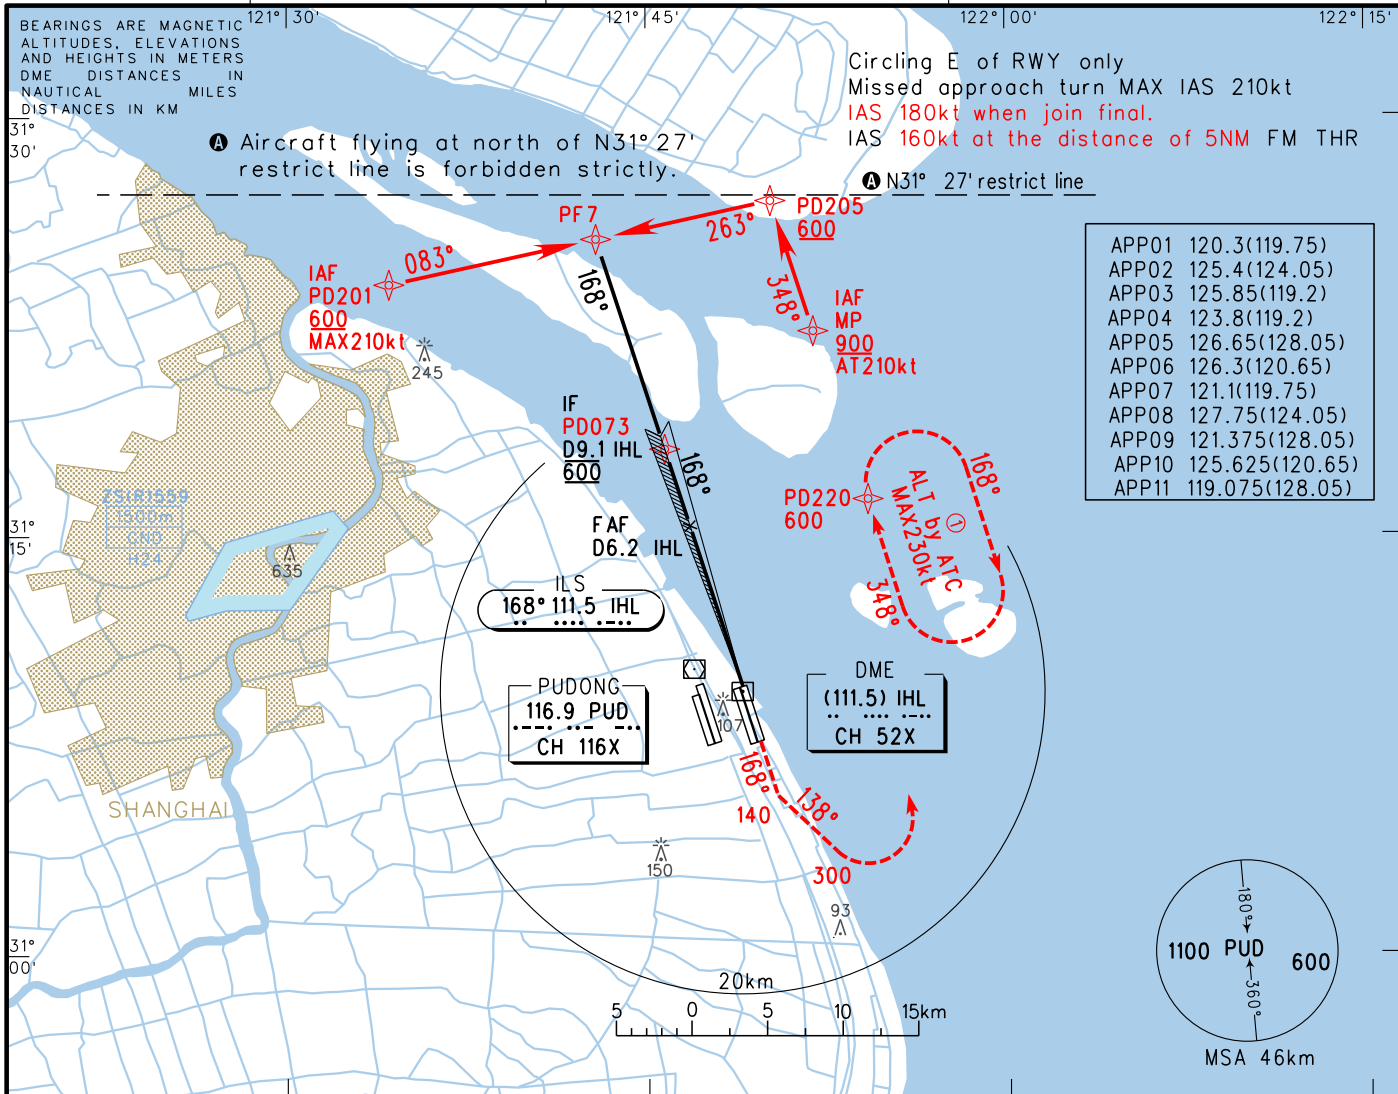 121° 30'
121° 45'
122° 00'
122° 15'
BEARINGS ARE MAGNETIC
ALTITUDES, ELEVATIONS
AND HEIGHTS IN METERS
DME DISTANCES IN
NAUTICAL MILES
DISTANCES IN KM
Circling E of RWY only
Missed approach turn MAX IAS 210kt
IAS 180kt when join final.
IAS 160kt at the distance of 5NM FM THR
31°
30'
A Aircraft flying at north of N31° 27'
restrict line is forbidden strictly.
A N31° 27' restrict line
PF7
263°
PD205
600
083°
IAF
PD201
600
MAX210kt
168°
348°
IAF
MP
900
AT210kt
245
APP01 120.3(119.75)
APP02 125.4(124.05)
APP03 125.85(119.2)
APP04 123.8(119.2)
APP05 126.65(128.05)
APP06 126.3(120.65)
APP07 121.1(119.75)
APP08 127.75(124.05)
APP09 121.375(128.05)
APP10 125.625(120.65)
APP11 119.075(128.05)
IF
PD073
D9.1 IHL
600
168°
168°
PD220
600
ALT by ATC
MAX230kt
①
348°
ZS(R)559
1500m
GND
H24
31°
15'
635
FAF
D6.2 IHL
ILS
168° 111.5 IHL
PUDONG
116.9 PUD
CH 116X
107
DME
(111.5) IHL
CH 52X
SHANGHAI
168°
138°
140
300
150
93
31°
00'
20km
5 0 5 10 15km
180°
1100 PUD 600
360°
MSA 46km